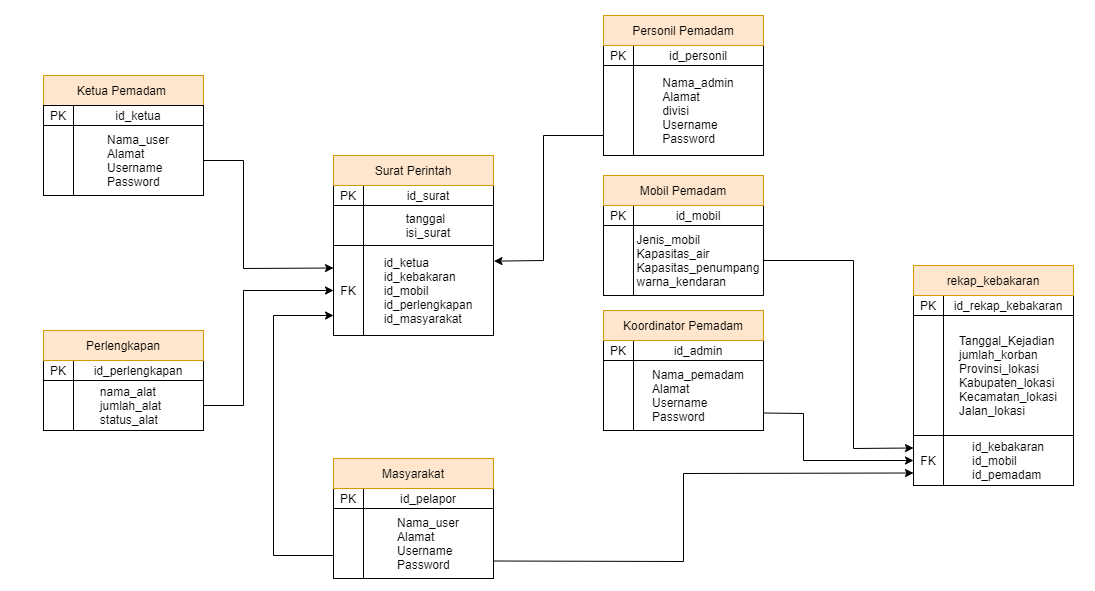 Personil Pemadam
PK id_personil
Nama_admin
Alamat
divisi
Username
Password
Ketua Pemadam
PK id_ketua
Nama_user
Alamat
Username
Password
Surat Perintah
PK id_surat
tanggal
isi_surat
FK
id_ketua
id_kebakaran
id_mobil
id_perlengkapan
id_masyarakat
Mobil Pemadam
PK id_mobil
Jenis_mobil
Kapasitas_air
Kapasitas_penumpang
warna_kendaran
rekap_kebakaran
PK id_rekap_kebakaran
Tanggal_Kejadian
jumlah_korban
Provinsi_lokasi
Kabupaten_lokasi
Kecamatan_lokasi
Jalan_lokasi
FK
id_kebakaran
id_mobil
id_pemadam
Koordinator Pemadam
PK id_admin
Nama_pemadam
Alamat
Username
Password
Perlengkapan
PK id_perlengkapan
nama_alat
jumlah_alat
status_alat
Masyarakat
PK id_pelapor
Nama_user
Alamat
Username
Password